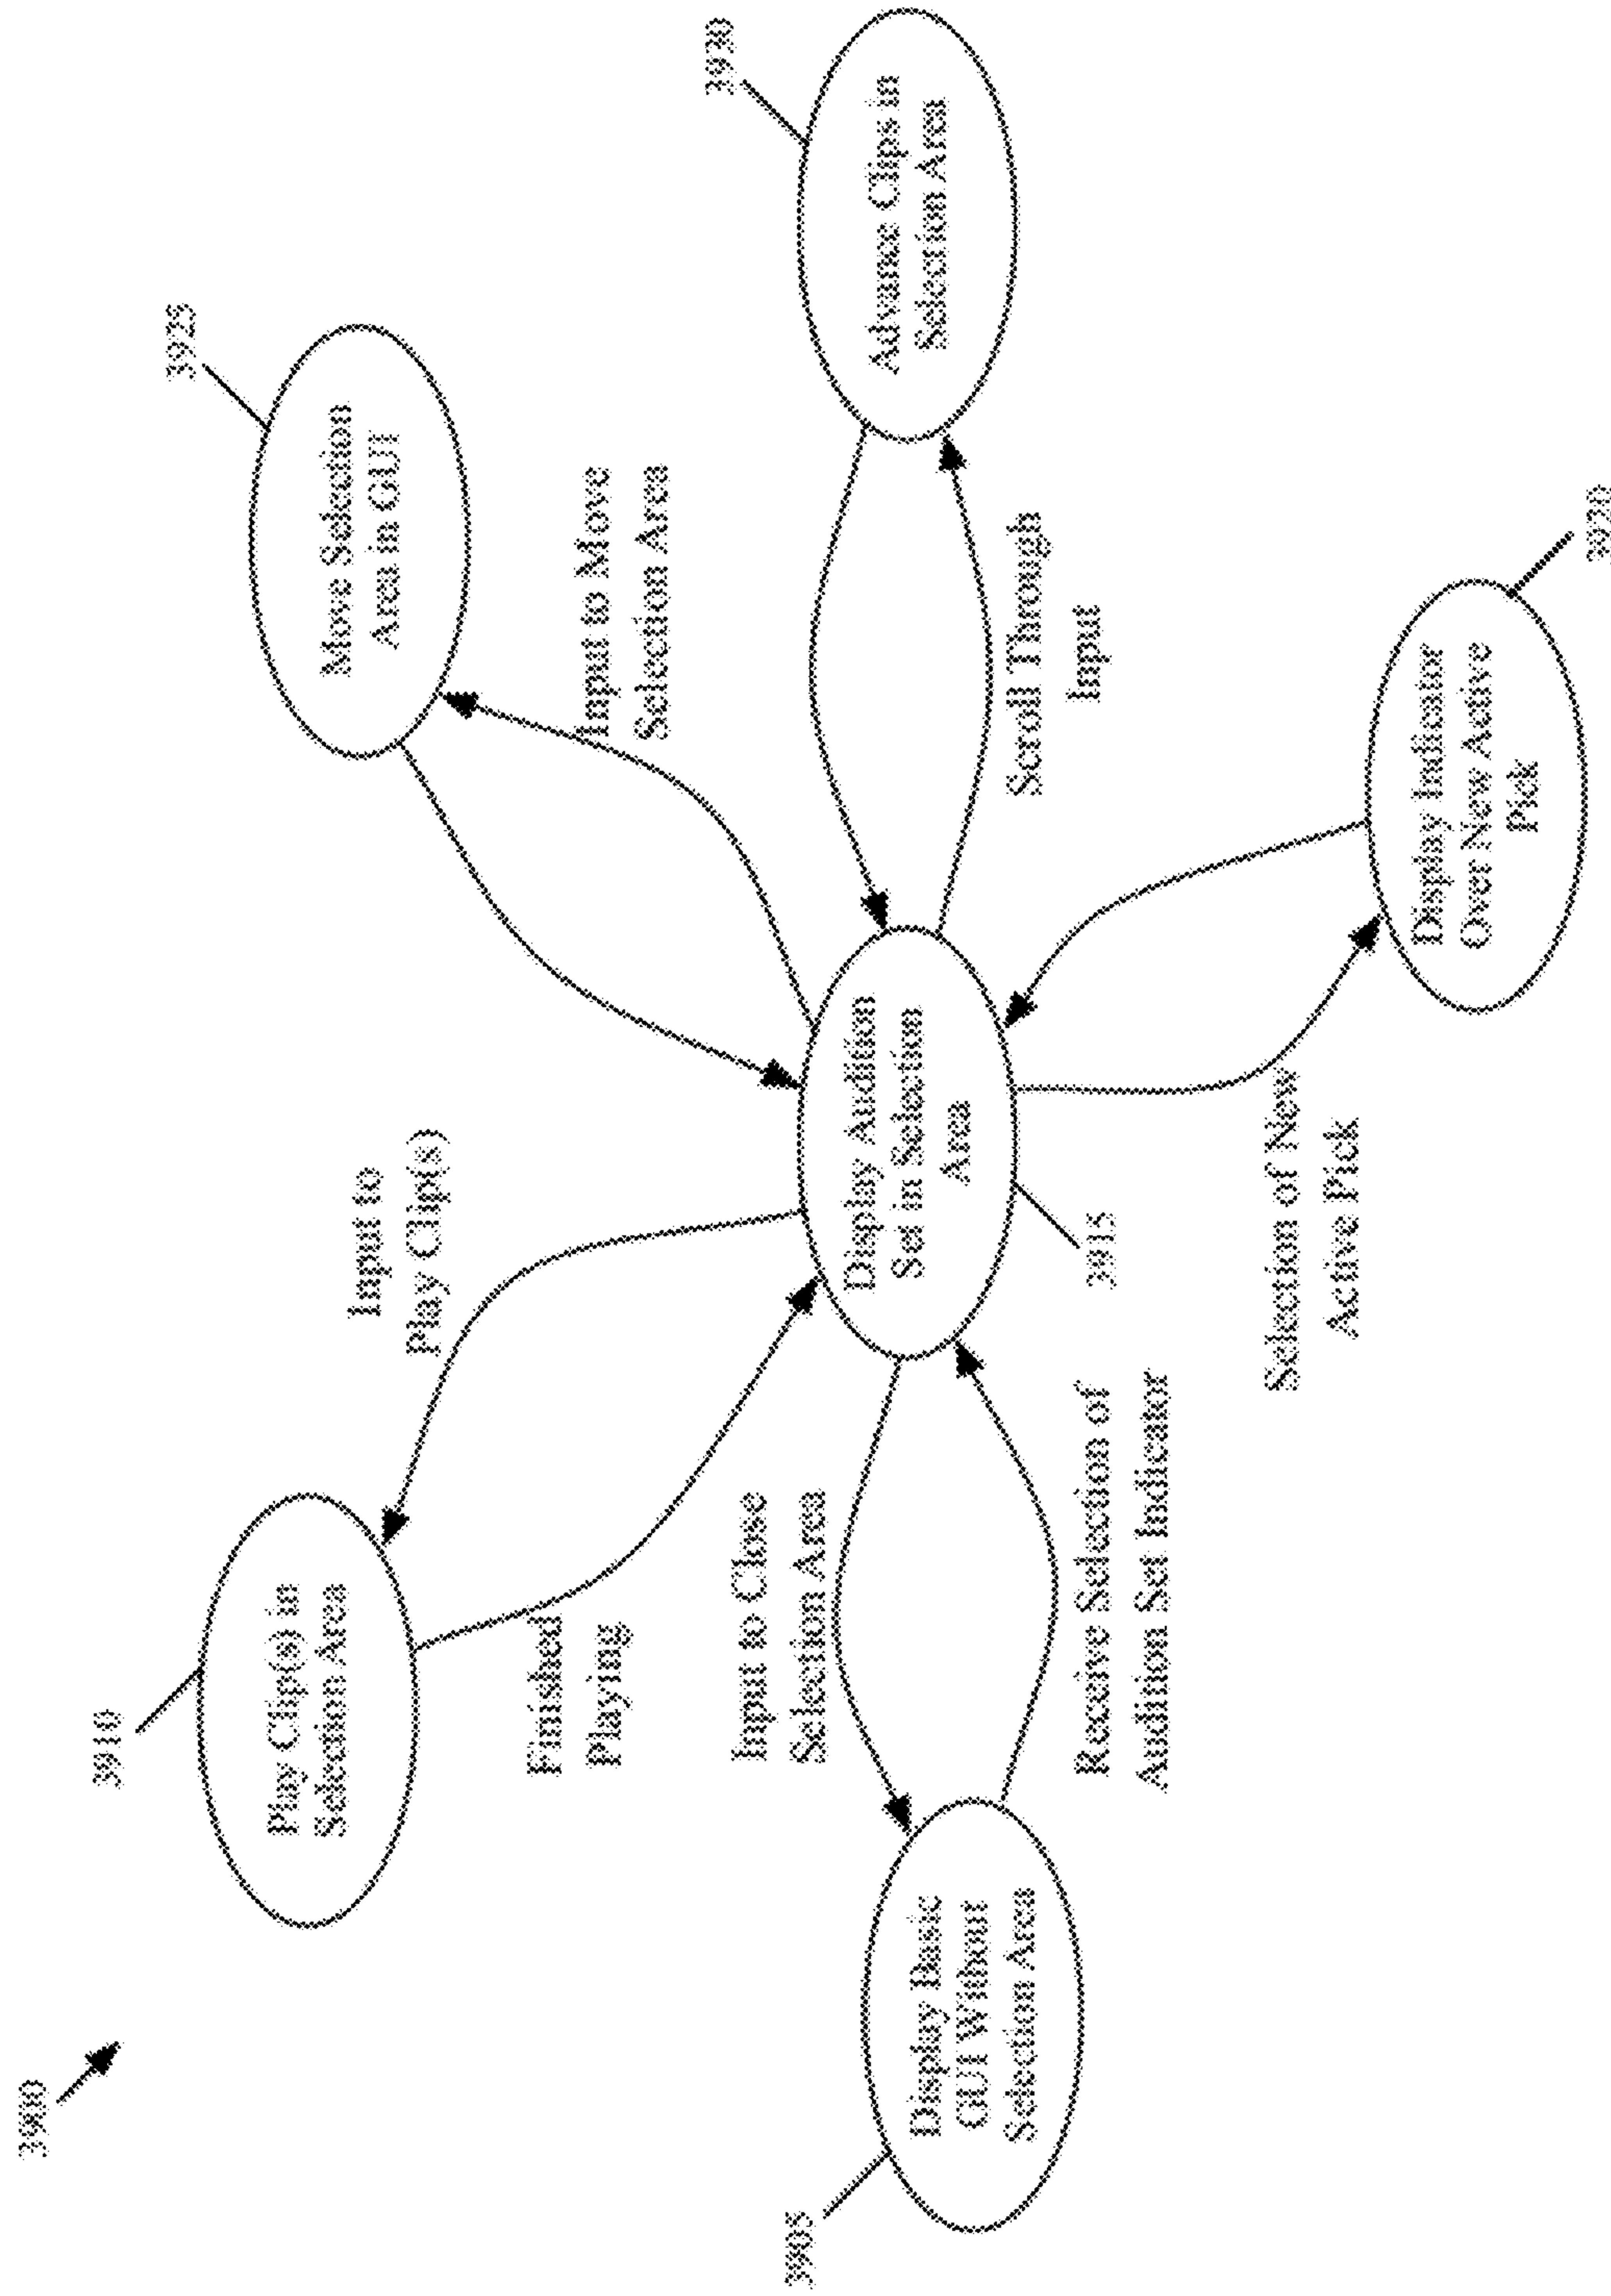 3900
3910
Play Clip(s) in
Selection Area
Input to
Play Clip(s)
3925
Move Selection
Area in GUI
Finished
Playing
Input to Move
Selection Area
3930
Advance Clips in
Selection Area
Input to Close
Selection Area
3905
Display Basic
GUI Without
Selection Area
Display Audition
Set in Selection
Area
3915
Receive Selection of
Audition Set Indicator
Scroll Through
Input
Selection of New
Active Pick
Display Indicator
Over New Active
Pick
3920